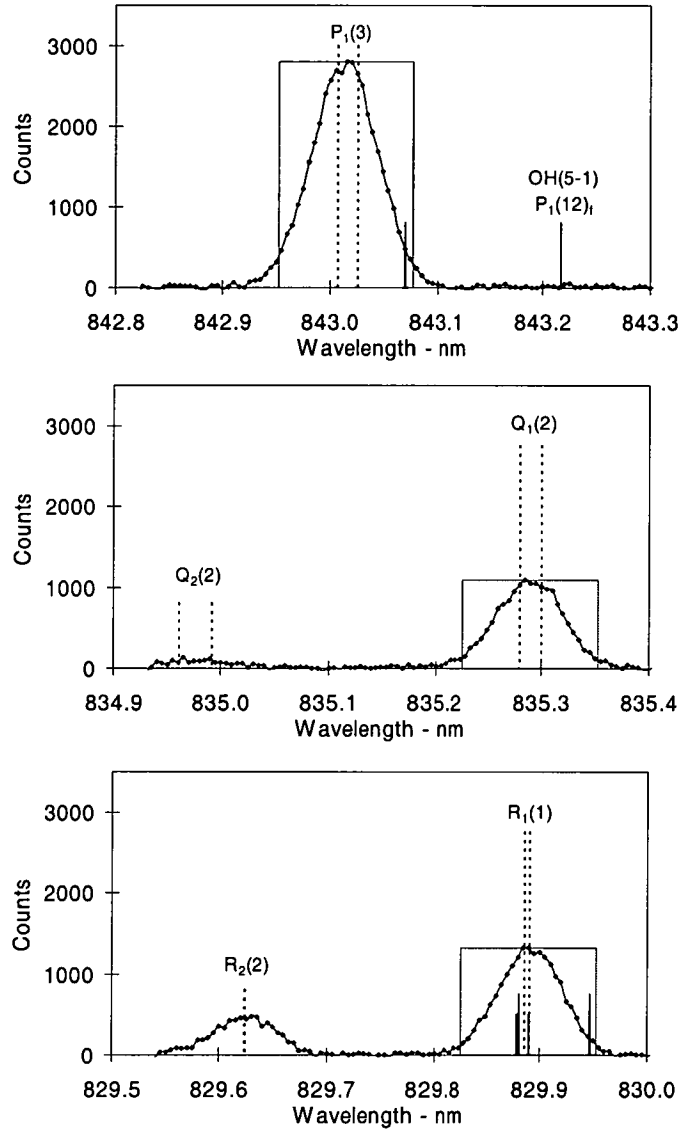 P₁(3)
3000
2000
1000
0
Counts
OH(5-1)
P₁(12)f
842.8 842.9 843.0 843.1 843.2 843.3
Wavelength - nm
Q₁(2)
3000
2000
1000
0
Counts
Q₂(2)
834.9 835.0 835.1 835.2 835.3 835.4
Wavelength - nm
R₁(1)
3000
2000
1000
0
Counts
R₂(2)
829.5 829.6 829.7 829.8 829.9 830.0
Wavelength - nm